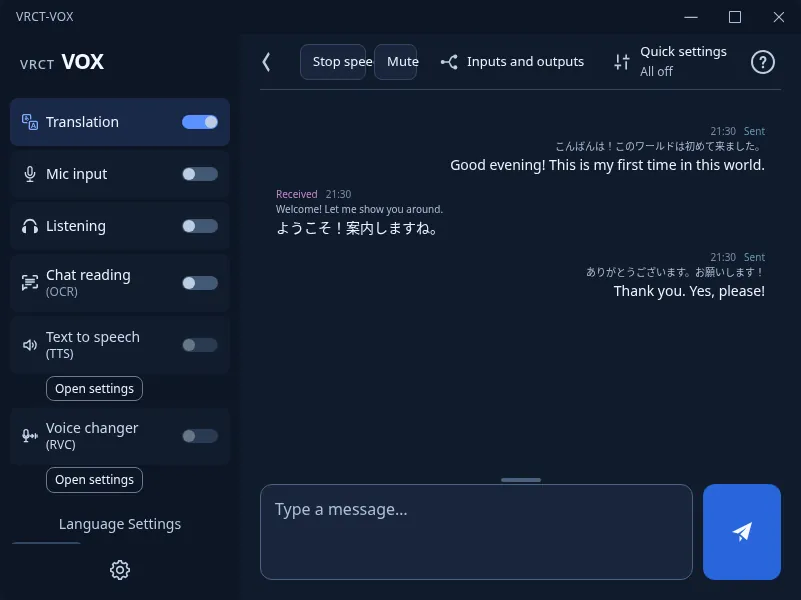 VRCT-VOX
VRCT VOX
Translation
Mic input
Listening
Chat reading
(OCR)
Text to speech
(TTS)
Open settings
Voice changer
(RVC)
Open settings
Language Settings
Stop spee
Mute
Inputs and outputs
Quick settings
All off
?
21:30 Sent
こんばんは！このワールドは初めて来ました。
Good evening! This is my first time in this world.
Received 21:30
Welcome! Let me show you around.
ようこそ！案内しますね。
21:30 Sent
ありがとうございます。お願いします！
Thank you. Yes, please!
Type a message...